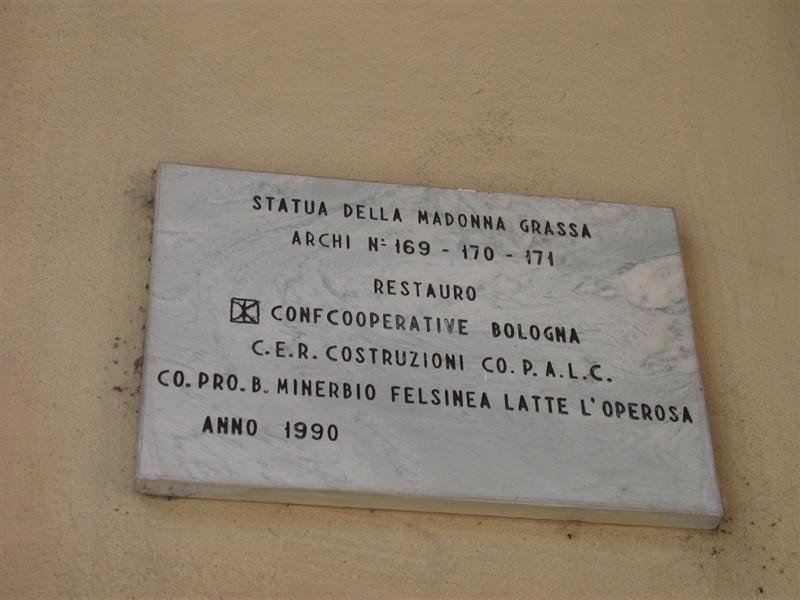 STATUA DELLA MADONNA GRASSA
ARCHI N= 169 - 170 - 171
RESTAURO
CONFCOOPERATIVE BOLOGNA
C.E.R. COSTRUZIONI CO.P.A.L.C.
CO.PRO.B. MINERBIO FELSINEA LATTE L'OPEROSA
ANNO 1990